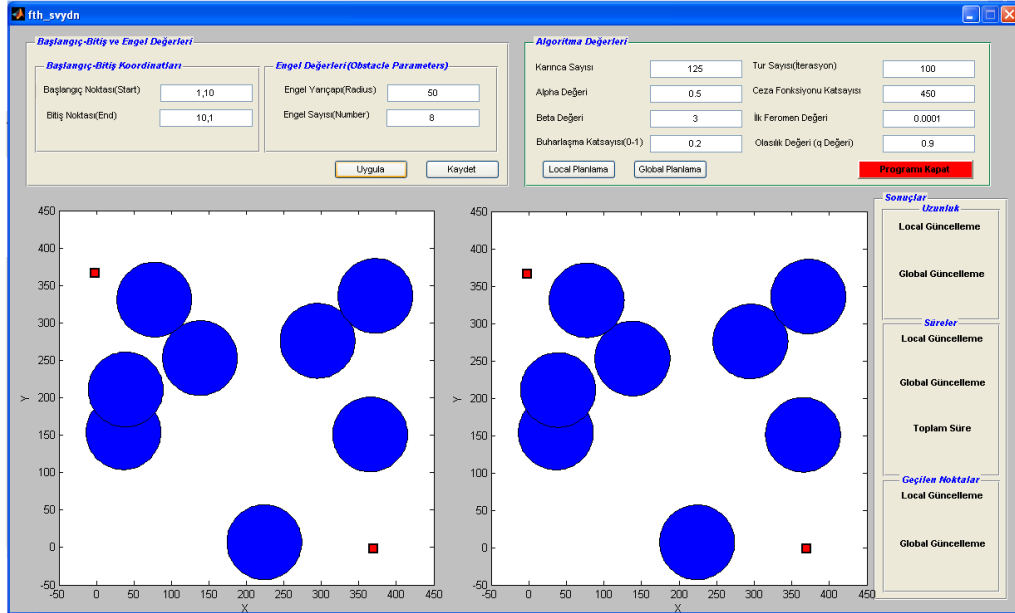 fth_svydn
Başlangıç-Bitiş ve Engel Değerleri
Başlangıç-Bitiş Koordinatları
Başlangıç Noktası(Start) 1,10
Bitiş Noktası(End) 10,1
Engel Değerleri(Obstacle Parameters)
Engel Yarıçapı(Radius) 50
Engel Sayısı(Number) 8
Uygula Kaydet
Algoritma Değerleri
Karınca Sayısı 125 Tur Sayısı(İterasyon) 100
Alpha Değeri 0.5 Ceza Fonksiyonu Katsayısı 450
Beta Değeri 3 İlk Feromen Değeri 0.0001
Buharlaşma Katsayısı(0-1) 0.2 Olasılık Değeri (q Değeri) 0.9
Local Planlama Global Planlama Programı Kapat
450
400
350
300
250
200
150
100
50
0
-50
Y
-50 0 50 100 150 200 250 300 350 400 450
X
450
400
350
300
250
200
150
100
50
0
-50
Y
-50 0 50 100 150 200 250 300 350 400 450
X
Sonuçlar
Uzunluk
Local Güncelleme
Global Güncelleme
Süreler
Local Güncelleme
Global Güncelleme
Toplam Süre
Geçilen Noktalar
Local Güncelleme
Global Güncelleme